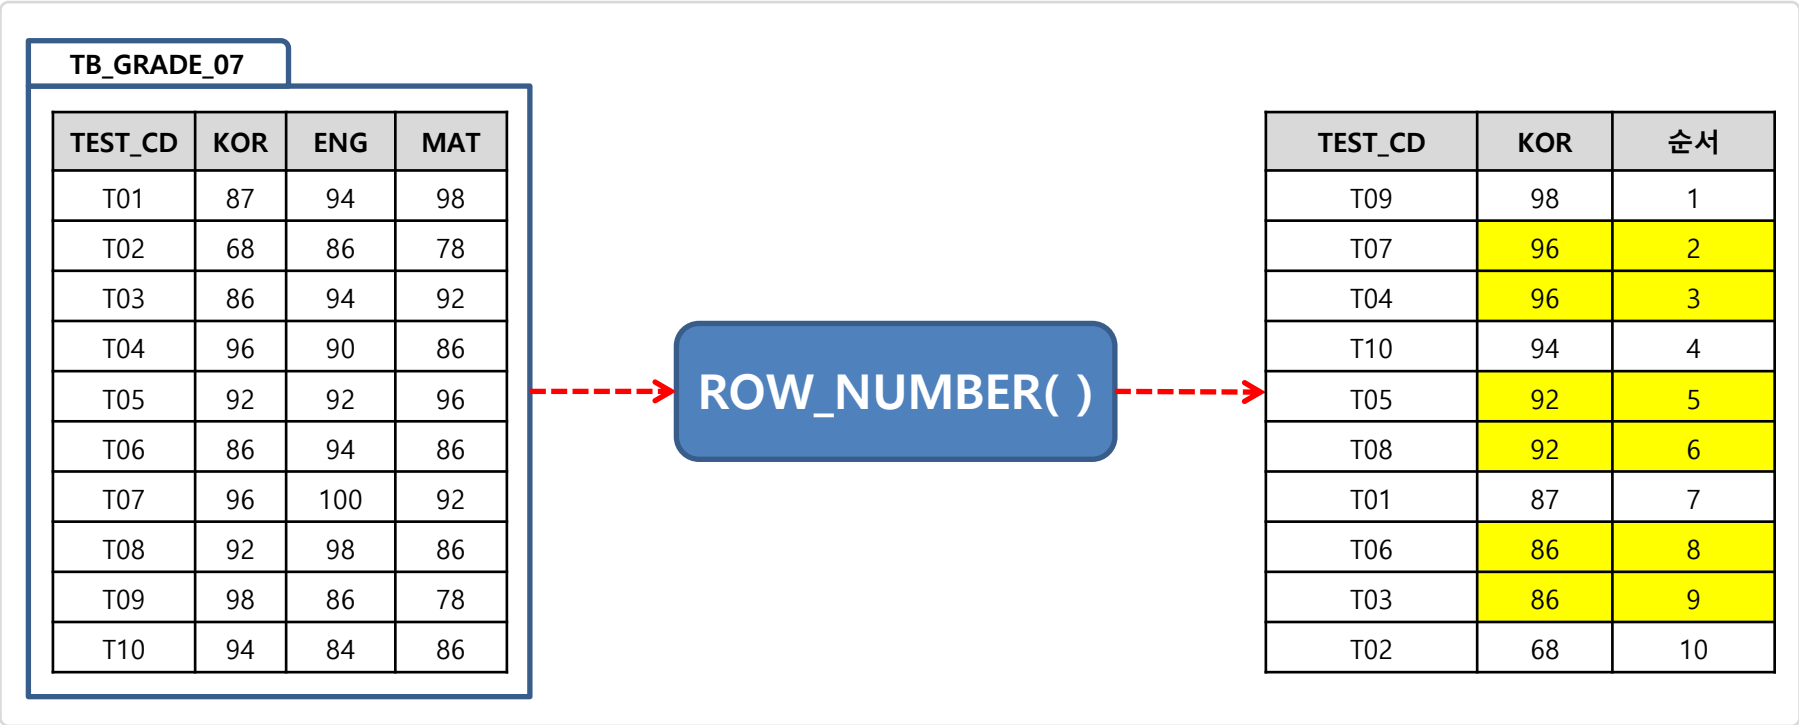 TB_GRADE_07
TEST_CD KOR ENG MAT
T01 87 94 98
T02 68 86 78
T03 86 94 92
T04 96 90 86
T05 92 92 96
T06 86 94 86
T07 96 100 92
T08 92 98 86
T09 98 86 78
T10 94 84 86
ROW_NUMBER( )
TEST_CD KOR 순서
T09 98 1
T07 96 2
T04 96 3
T10 94 4
T05 92 5
T08 92 6
T01 87 7
T06 86 8
T03 86 9
T02 68 10